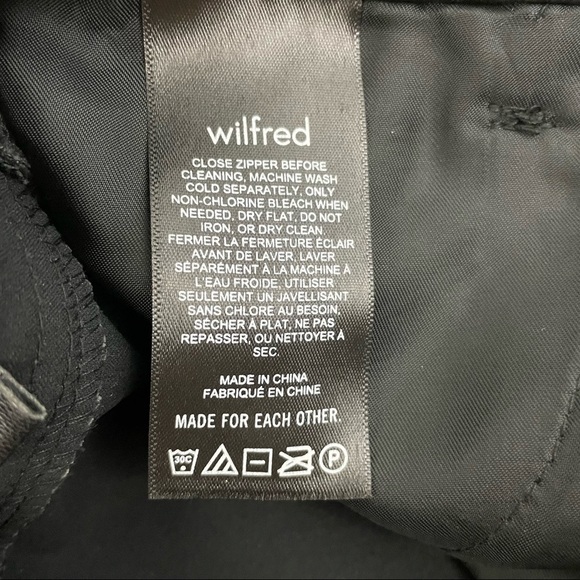 wilfred
CLOSE ZIPPER BEFORE
CLEANING, MACHINE WASH
COLD SEPARATELY, ONLY
NON-CHLORINE BLEACH WHEN
NEEDED. DRY FLAT, DO NOT
IRON, OR DRY CLEAN.
FERMER LA FERMETURE ÉCLAIR
AVANT DE LAVER, LAVER
SÉPARÉMENT À LA MACHINE À
L'EAU FROIDE, UTILISER
SEULEMENT UN JAVELLISANT
SANS CHLORE AU BESOIN,
SÉCHER À PLAT, NE PAS
REPASSER, OU NETTOYER À
SEC.
MADE IN CHINA
FABRIQUÉ EN CHINE
MADE FOR EACH OTHER.
30C P